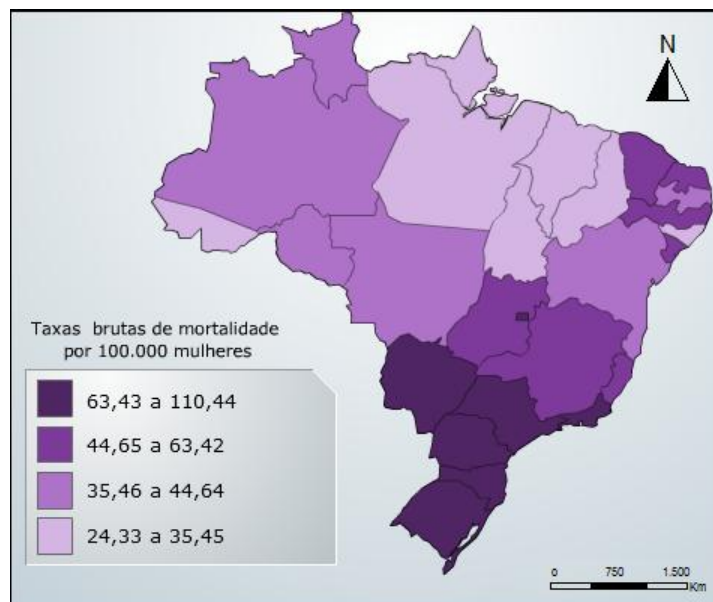 N
Taxas brutas de mortalidade
por 100.000 mulheres
63,43 a 110,44
44,65 a 63,42
35,46 a 44,64
24,33 a 35,45
0 750 1.500
Km